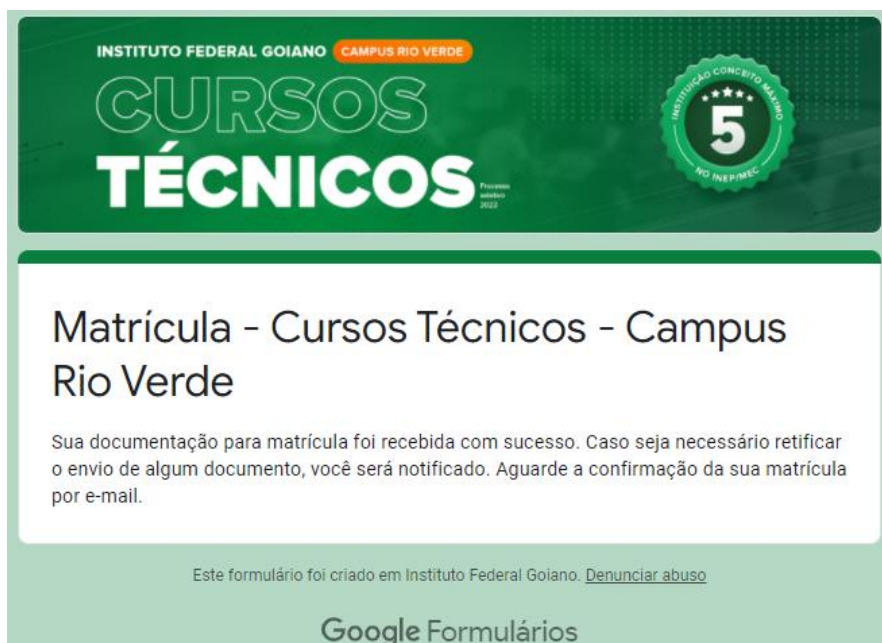 INSTITUTO FEDERAL GOIANO CAMPUS RIO VERDE
CURSOS
TÉCNICOS
Processo
seletivo
2022
INSTITUIÇÃO CONCEITO MÁXIMO
5
NO INEP/MEC
Matrícula - Cursos Técnicos - Campus
Rio Verde
Sua documentação para matrícula foi recebida com sucesso. Caso seja necessário retificar
o envio de algum documento, você será notificado. Aguarde a confirmação da sua matrícula
por e-mail.
Este formulário foi criado em Instituto Federal Goiano. Denunciar abuso
Google Formulários